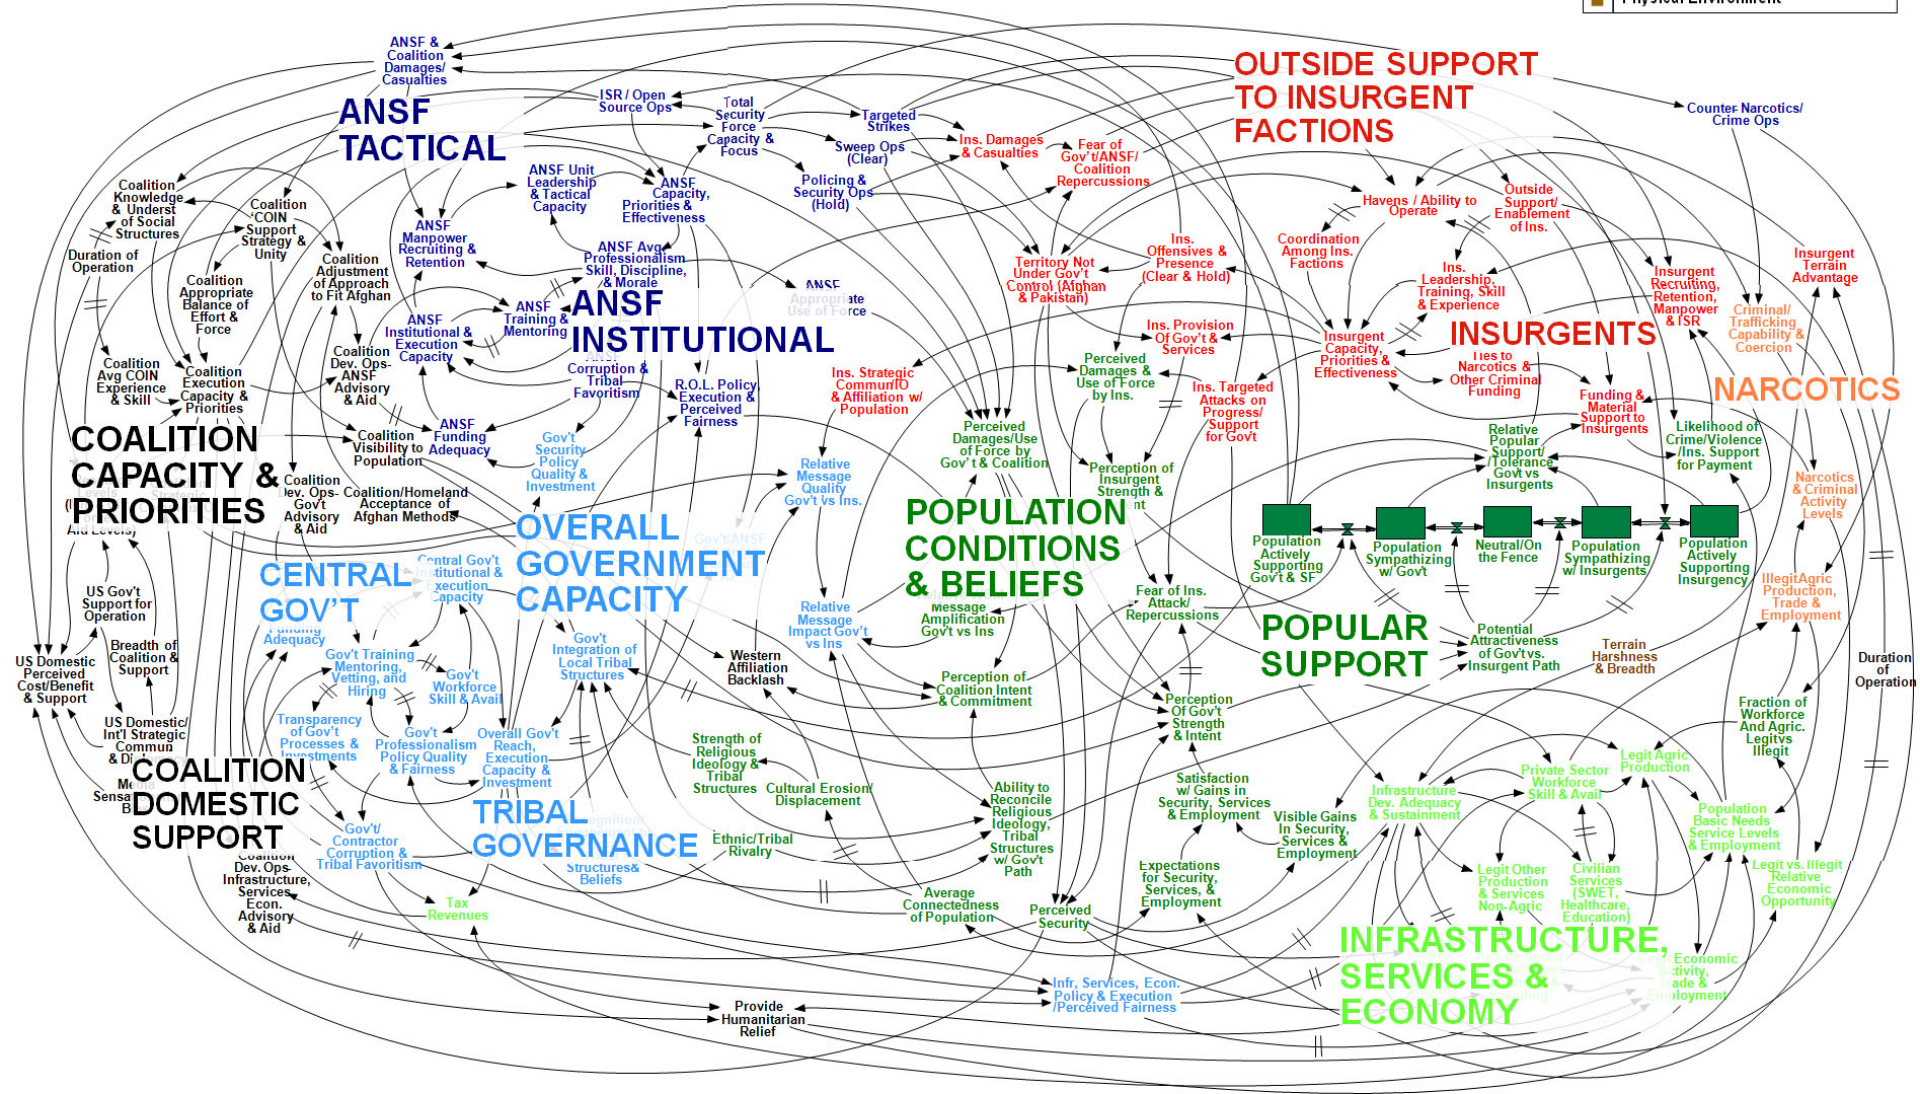 Physical Environment
ANSF &
Coalition
Damages/
Casualties
ANSF
TACTICAL
ISR / Open
Source Ops
Total
Security
Force
Capacity &
Focus
Targeted
Strikes
Sweep Ops
(Clear)
Policing &
Security Ops
(Hold)
Ins. Damages
& Casualties
Fear of
Gov't/ANSF/
Coalition
Repercussions
OUTSIDE SUPPORT
TO INSURGENT
FACTIONS
Counter Narcotics/
Crime Ops
Coalition
Knowledge
& Underst
of Social
Structures
Coalition
COIN
Support
Strategy &
Unity
ANSF Unit
Leadership
& Tactical
Capacity
ANSF
Capacity,
Priorities &
Effectiveness
ANSF
Manpower
Recruiting &
Retention
ANSF Avg
Professionalism
Skill, Discipline,
& Morale
Duration of
Operation
Coalition
Appropriate
Balance of
Effort &
Force
Coalition
Adjustment
of Approach
to Fit Afghan
ANSF
Institutional &
Execution
Capacity
ANSF
Training &
Mentoring
ANSF
INSTITUTIONAL
ANSF
Appropriate
Use of Force
Corruption &
Tribal
Favoritism
R.O.L. Policy,
Execution &
Perceived
Fairness
Territory Not
Under Gov't
Control (Afghan
& Pakistan)
Ins.
Offensives &
Presence
(Clear & Hold)
Havens / Ability to
Operate
Outside
Support/
Enablement
of Ins.
Coordination
Among Ins.
Factions
Ins.
Leadership,
Training, Skill
& Experience
Insurgent
Recruiting,
Retention,
Manpower
& ISR
Insurgent
Terrain
Advantage
Criminal/
Trafficking
Capability &
Coercion
Ins. Provision
Of Gov't &
Services
Insurgent
Capacity,
Priorities &
Effectiveness
INSURGENTS
Ties to
Narcotics &
Other Criminal
Funding
Funding &
Material
Support to
Insurgents
NARCOTICS
Coalition
Avg COIN
Experience
& Skill
Coalition
Execution
Capacity &
Priorities
Coalition
Dev. Ops-
ANSF
Advisory
& Aid
Coalition
Visibility to
Population
ANSF
Funding
Adequacy
Gov't
Security
Policy
Quality &
Investment
Ins. Strategic
& Affiliation w/
Population
Perceived
Damages &
Use of Force
by Ins.
Ins. Targeted
Attacks on
Progress/
Support
for Gov't
Perceived
Damages/Use
of Force by
Gov't & Coalition
Perception of
Insurgent
Strength &
Relative
Popular
Support/
Tolerance
Gov't vs
Insurgents
Likelihood of
Crime/Violence
/Ins. Support
for Payment
Narcotics
& Criminal
Activity
Levels
COALITION
CAPACITY &
PRIORITIES
Coalition
Dev. Ops-
Gov't
Advisory
& Aid
Coalition/Homeland
Acceptance of
Afghan Methods
Relative
Message
Quality
Gov't vs Ins.
OVERALL
GOVERNMENT
CAPACITY
POPULATION
CONDITIONS
& BELIEFS
Population
Actively
Supporting
Gov't & SF
Population
Sympathizing
w/ Gov't
Neutral/On
the Fence
Population
Sympathizing
w/ Insurgents
Population
Actively
Supporting
Insurgency
US Gov't
Support for
Operation
CENTRAL
GOV'T
Central Gov't
Capacity
Adequacy
Gov't Training
Mentoring,
Vetting, and
Hiring
Gov't
Workforce
Skill & Avail
Gov't
Integration of
Local Tribal
Structures
Western
Affiliation
Backlash
Relative
Message
Impact Gov't
vs Ins
Message
Amplification
Gov't vs Ins
Fear of Ins.
Attack/
Repercussions
POPULAR
SUPPORT
Potential
Attractiveness
of Gov't vs.
Insurgent Path
Terrain
Harshness
& Breadth
IllegitAgric
Production,
Trade &
Employment
Duration
of
Operation
US Domestic
Perceived
Cost/Benefit
& Support
Breadth of
Coalition &
Support
US Domestic/
Int'l Strategic
Commun
COALITION
DOMESTIC
SUPPORT
Transparency
of Gov't
Processes &
Investments
Gov't
Professionalism
Policy Quality
& Fairness
Overall Gov't
Reach,
Execution
Capacity &
Investment
TRIBAL
GOVERNANCE
Structures&
Beliefs
Strength of
Religious
Ideology &
Tribal
Structures
Cultural Erosion/
Displacement
Ethnic/Tribal
Rivalry
Perception of
Coalition Intent
& Commitment
Ability to
Reconcile
Religious
Ideology,
Tribal
Structures
w/ Gov't
Path
Perception
Of Gov't
Strength
& Intent
Satisfaction
w/ Gains in
Security, Services
& Employment
Visible Gains
In Security,
Services &
Employment
Expectations
for Security,
Services, &
Employment
Average
Connectedness
of Population
Perceived
Security
Infrastructure
Dev. Adequacy
& Sustainment
Private Sector
Workforce
Skill & Avail
Legit Agric
Production
Fraction of
Workforce
And Agric.
Legit vs
Illegit
Population
Basic Needs
Service Levels
& Employment
Legit Other
Production
& Services
Non-Agric
Civilian
Services
(SWET,
Healthcare,
Education)
Legit vs. Illegit
Relative
Economic
Opportunity
INFRASTRUCTURE,
SERVICES &
ECONOMY
Economic
Activity,
Trade &
Employment
Gov't/
Contractor
Corruption &
Tribal Favoritism
Tax
Revenues
Coalition
Dev. Ops-
Infrastructure,
Services,
Econ.
Advisory
& Aid
Provide
Humanitarian
Relief
Infr, Services, Econ.
Policy & Execution
/Perceived Fairness